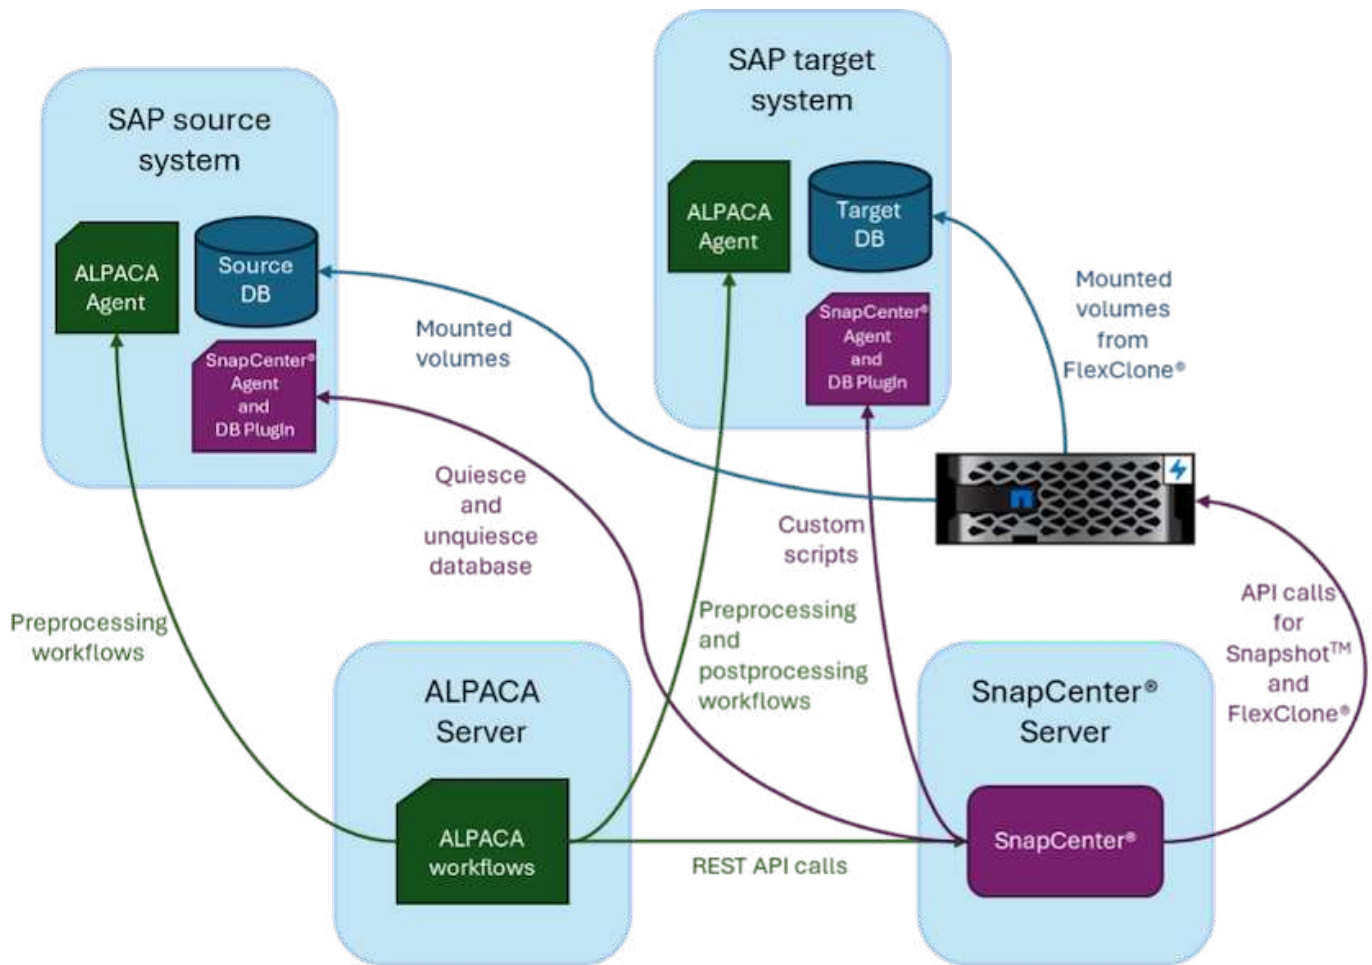 SAP source
system
ALPACA
Agent
Source
DB
SnapCenter®
Agent
and
DB PlugIn
SAP target
system
ALPACA
Agent
Target
DB
SnapCenter®
Agent
and
DB PlugIn
Mounted
volumes
Mounted
volumes
from
FlexClone®
Quiesce
and
unquiesce
database
Custom
scripts
Preprocessing
workflows
Preprocessing
and
postprocessing
workflows
API calls
for
Snapshot™
and
FlexClone®
ALPACA
Server
ALPACA
workflows
REST API calls
SnapCenter®
Server
SnapCenter®